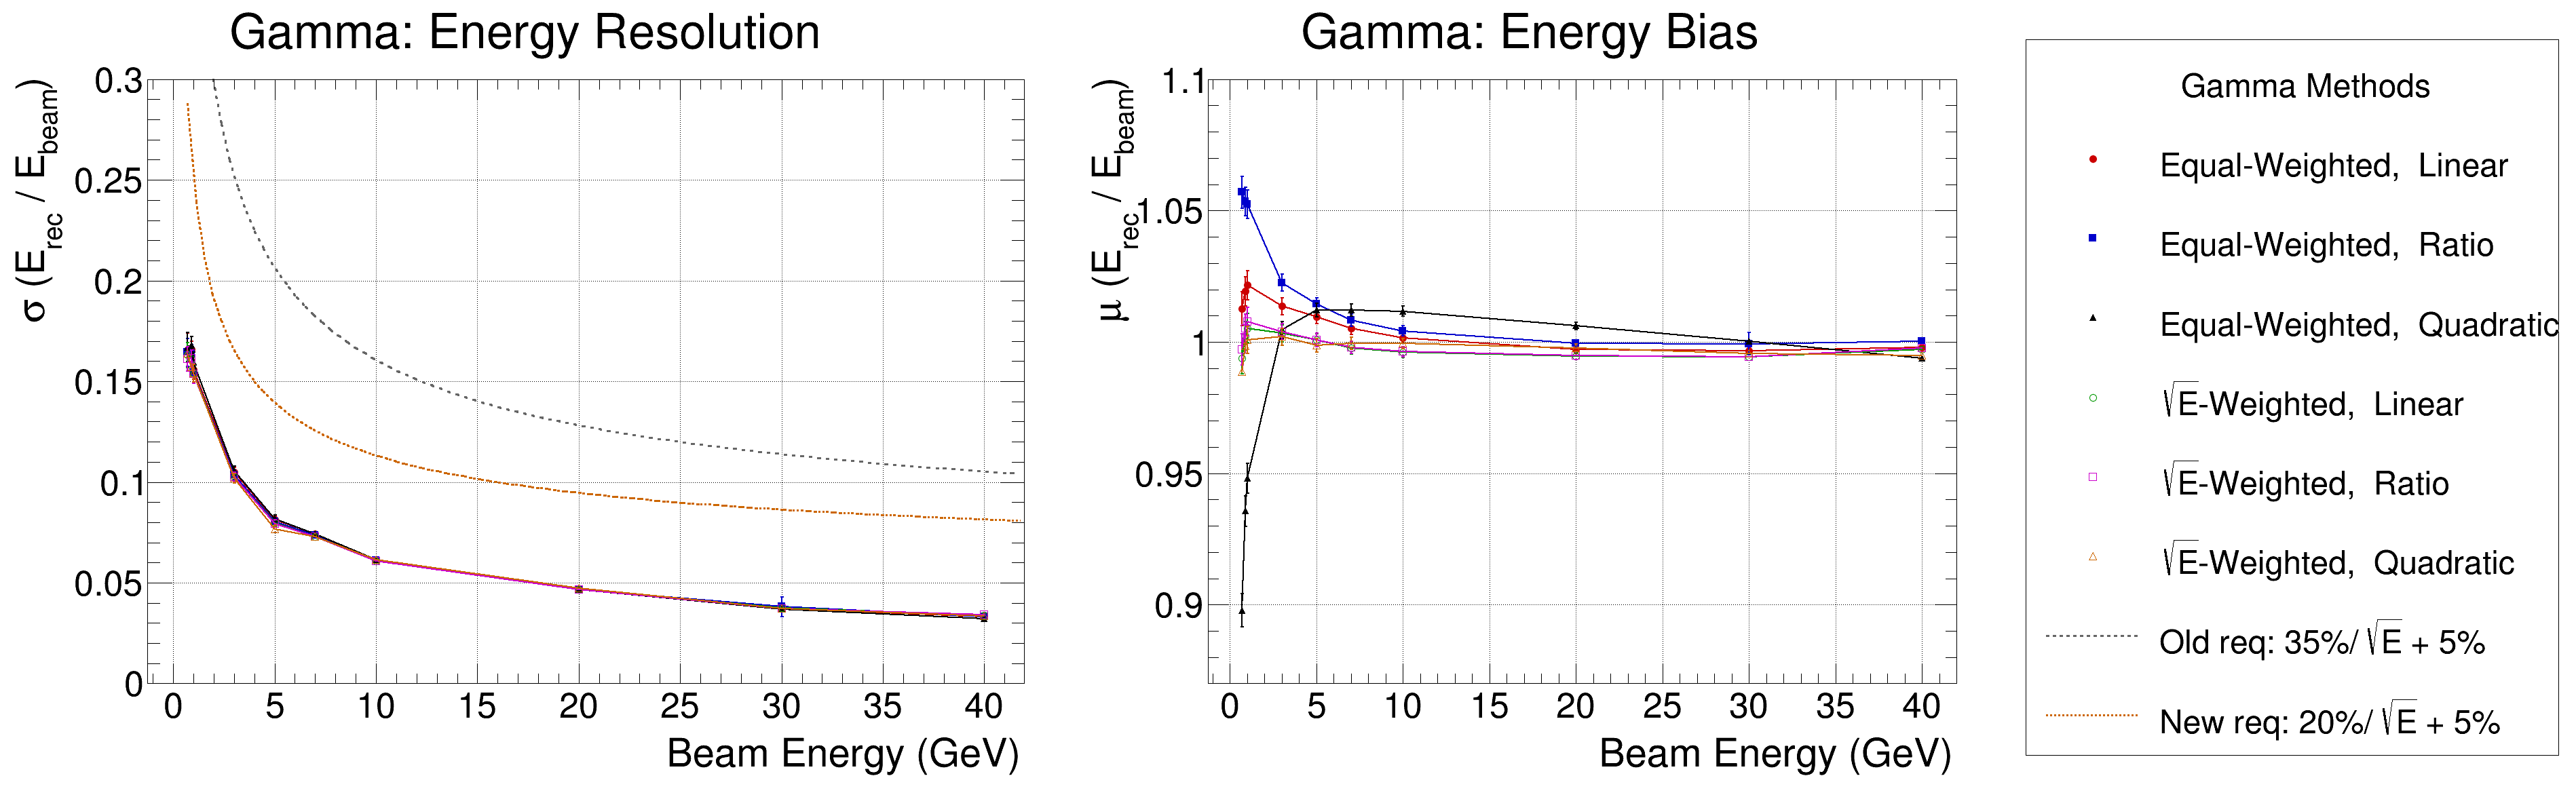 Gamma: Energy Resolution
σ (E_rec / E_beam)
0.3
0.25
0.2
0.15
0.1
0.05
0
0 5 10 15 20 25 30 35 40
Beam Energy (GeV)
Gamma: Energy Bias
μ (E_rec / E_beam)
1.1
1.05
1
0.95
0.9
0 5 10 15 20 25 30 35 40
Beam Energy (GeV)
Gamma Methods
Equal-Weighted, Linear
Equal-Weighted, Ratio
Equal-Weighted, Quadratic
√E-Weighted, Linear
√E-Weighted, Ratio
√E-Weighted, Quadratic
Old req: 35%/ √E + 5%
New req: 20%/ √E + 5%